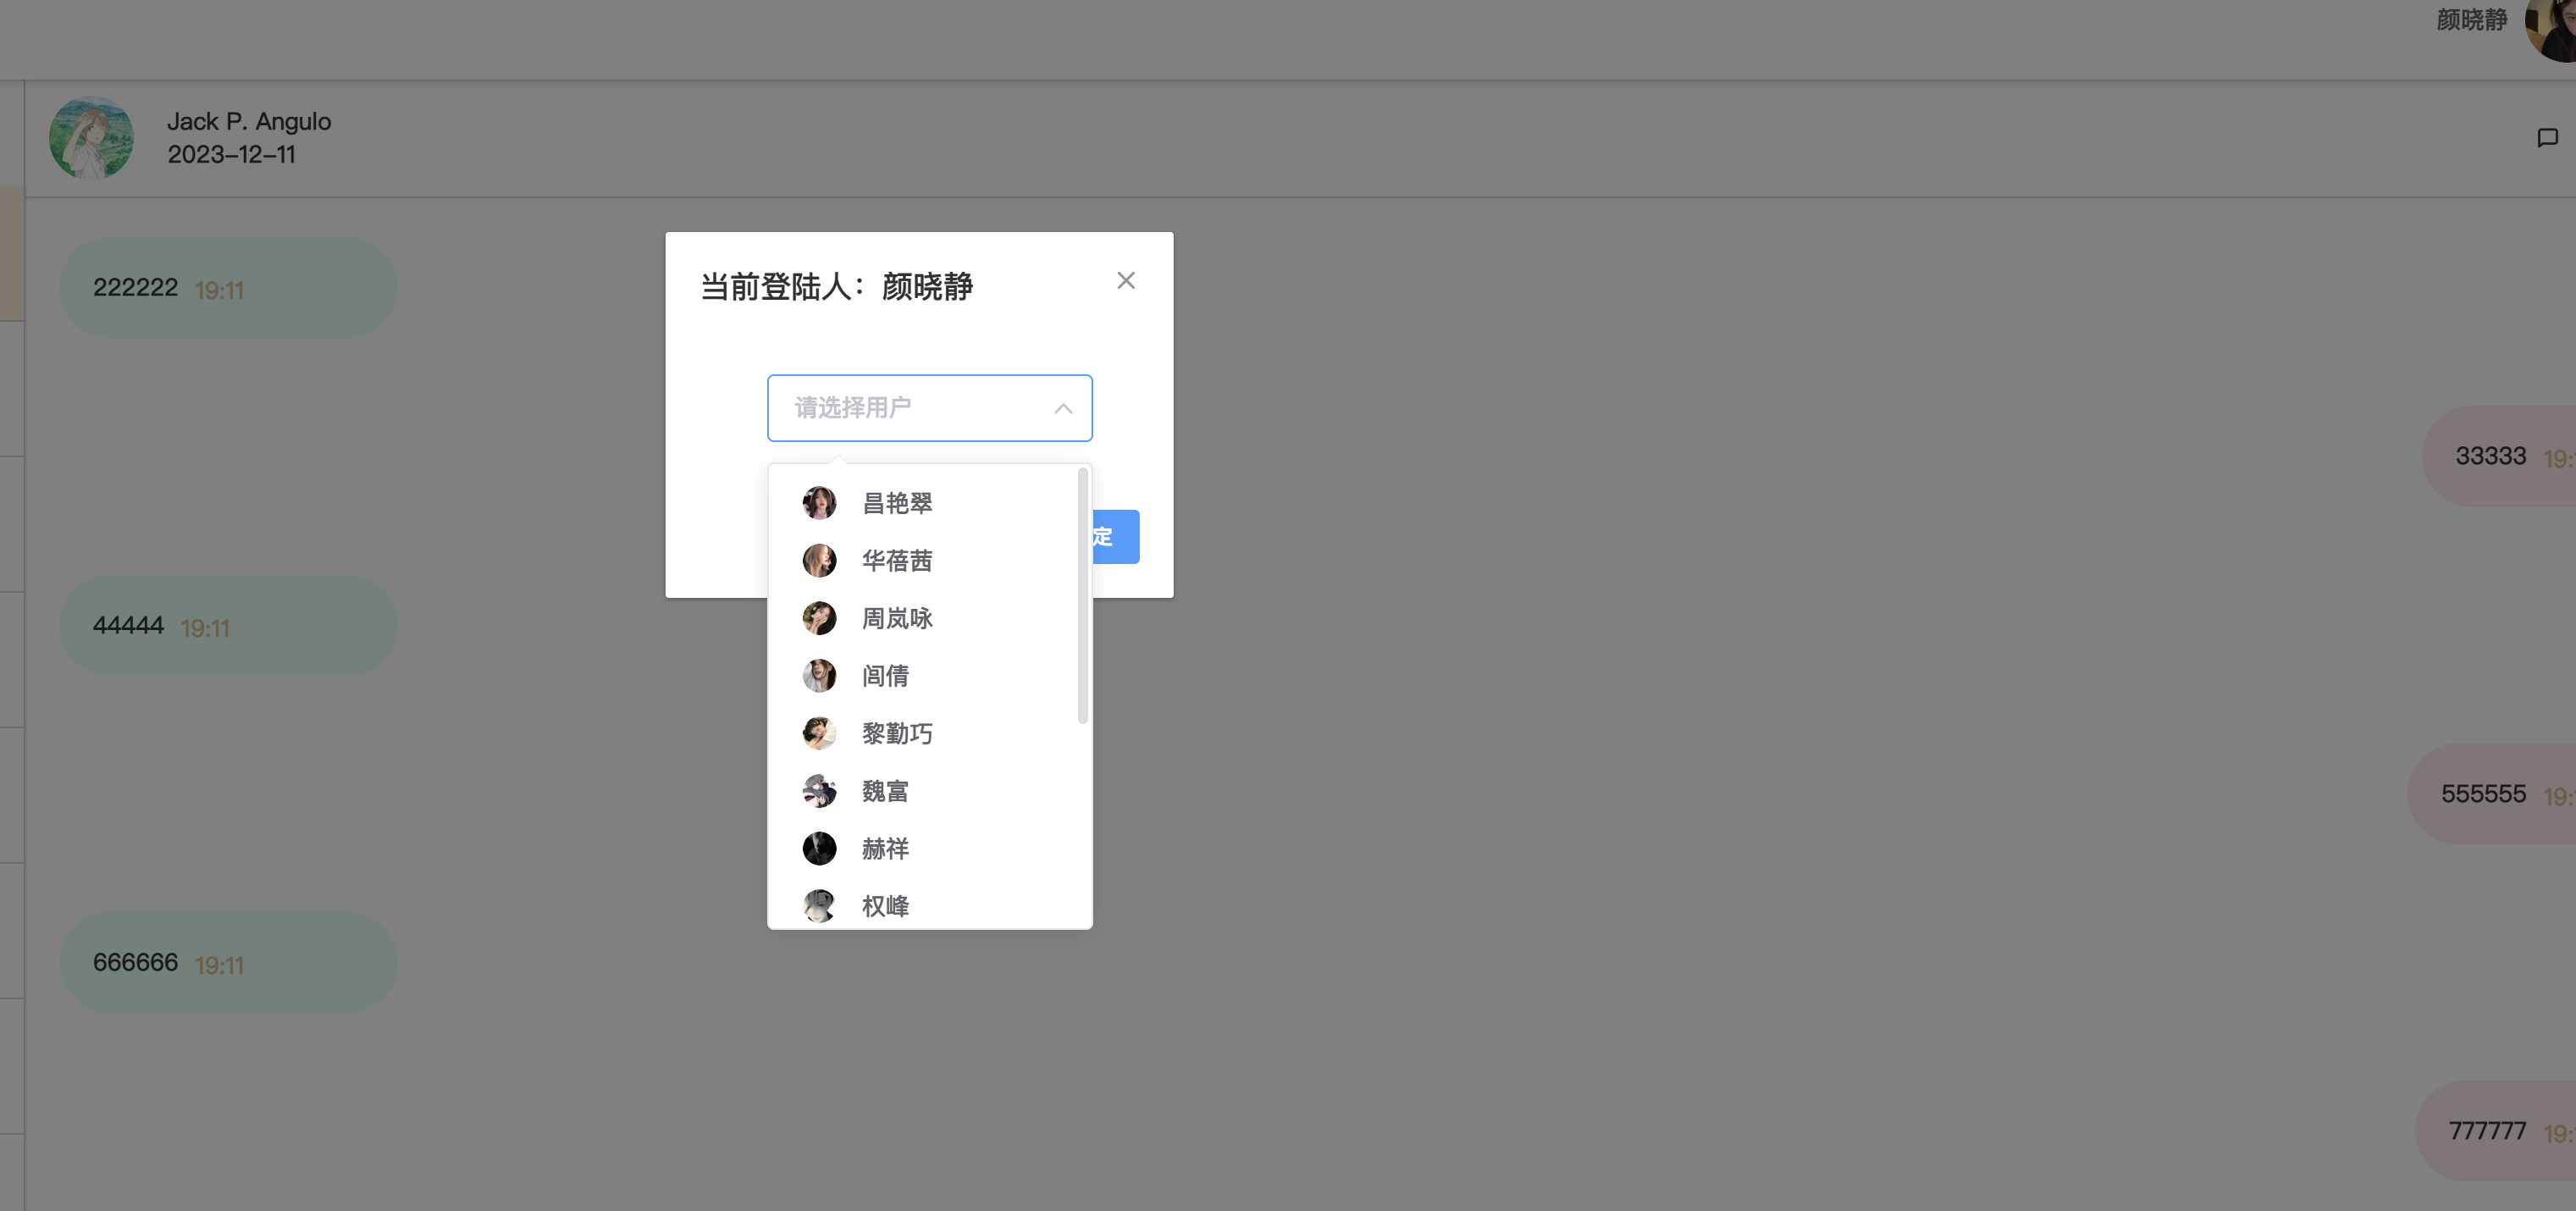 颜晓静
Jack P. Angulo
2023-12-11
222222 19:11
当前登陆人：颜晓静
请选择用户
33333 19:
昌艳翠
定
华蓓茜
周岚咏
44444 19:11
闾倩
黎勤巧
魏富
555555 19:
赫祥
权峰
666666 19:11
777777 19: